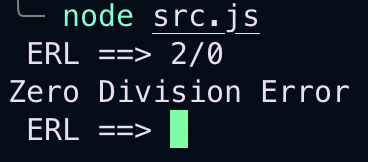 node src.js
ERL ==> 2/0
Zero Division Error
ERL ==>